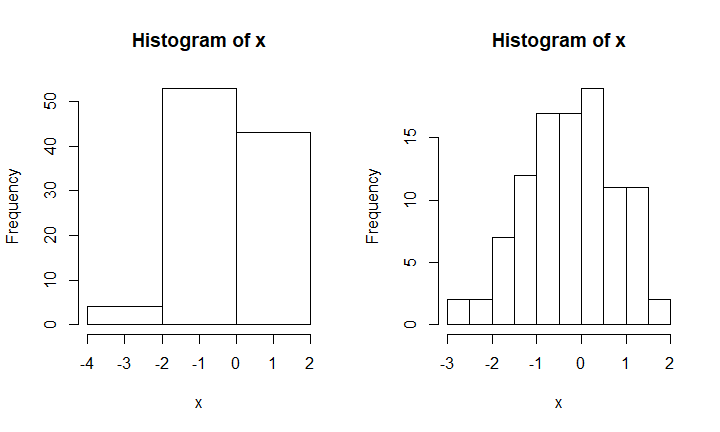 Histogram of x
Frequency
50
40
30
20
10
0
-4 -3 -2 -1 0 1 2
x
Histogram of x
Frequency
15
10
5
0
-3 -2 -1 0 1 2
x